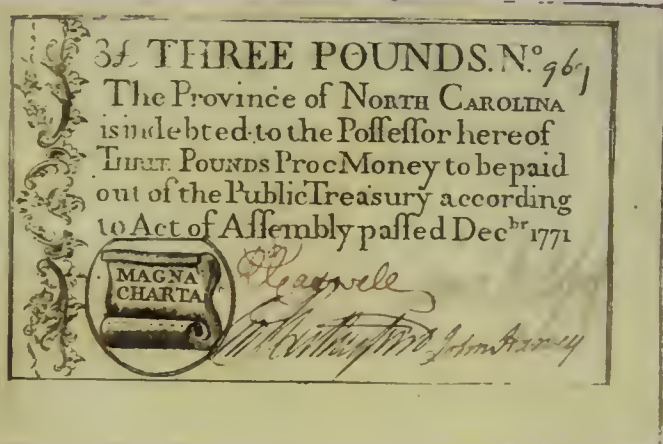 3£ THREE POUNDS. N.º 961
The Province of NORTH CAROLINA
is indebted to the Poſſeſſor hereof
THREE POUNDS Proc Money to be paid
out of the Public Treasury according
to Act of Aſſembly paſſed Decbr 1771
MAGNA
CHARTA
R Caswell
John Harvey